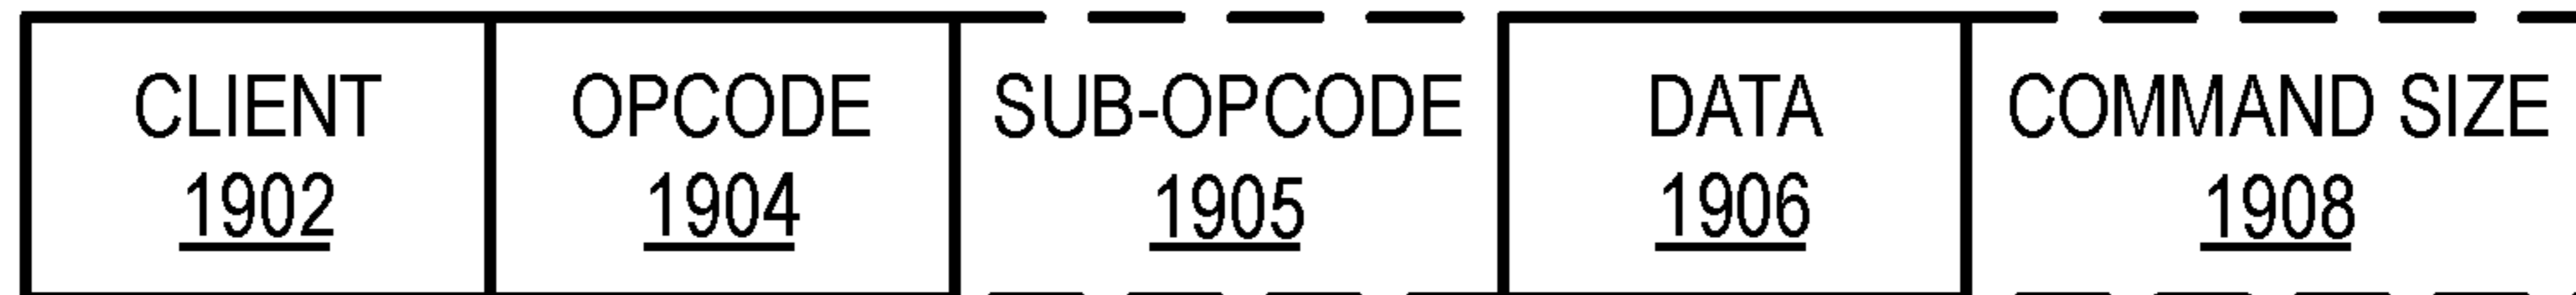 CLIENT OPCODE SUB-OPCODE DATA COMMAND SIZE
1902 1904 1905 1906 1908